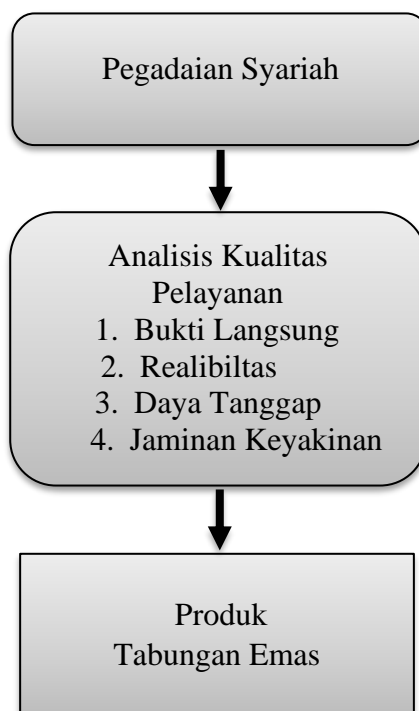 Pegadaian Syariah
Analisis Kualitas
Pelayanan
1. Bukti Langsung
2. Realibiltas
3. Daya Tanggap
4. Jaminan Keyakinan
Produk
Tabungan Emas